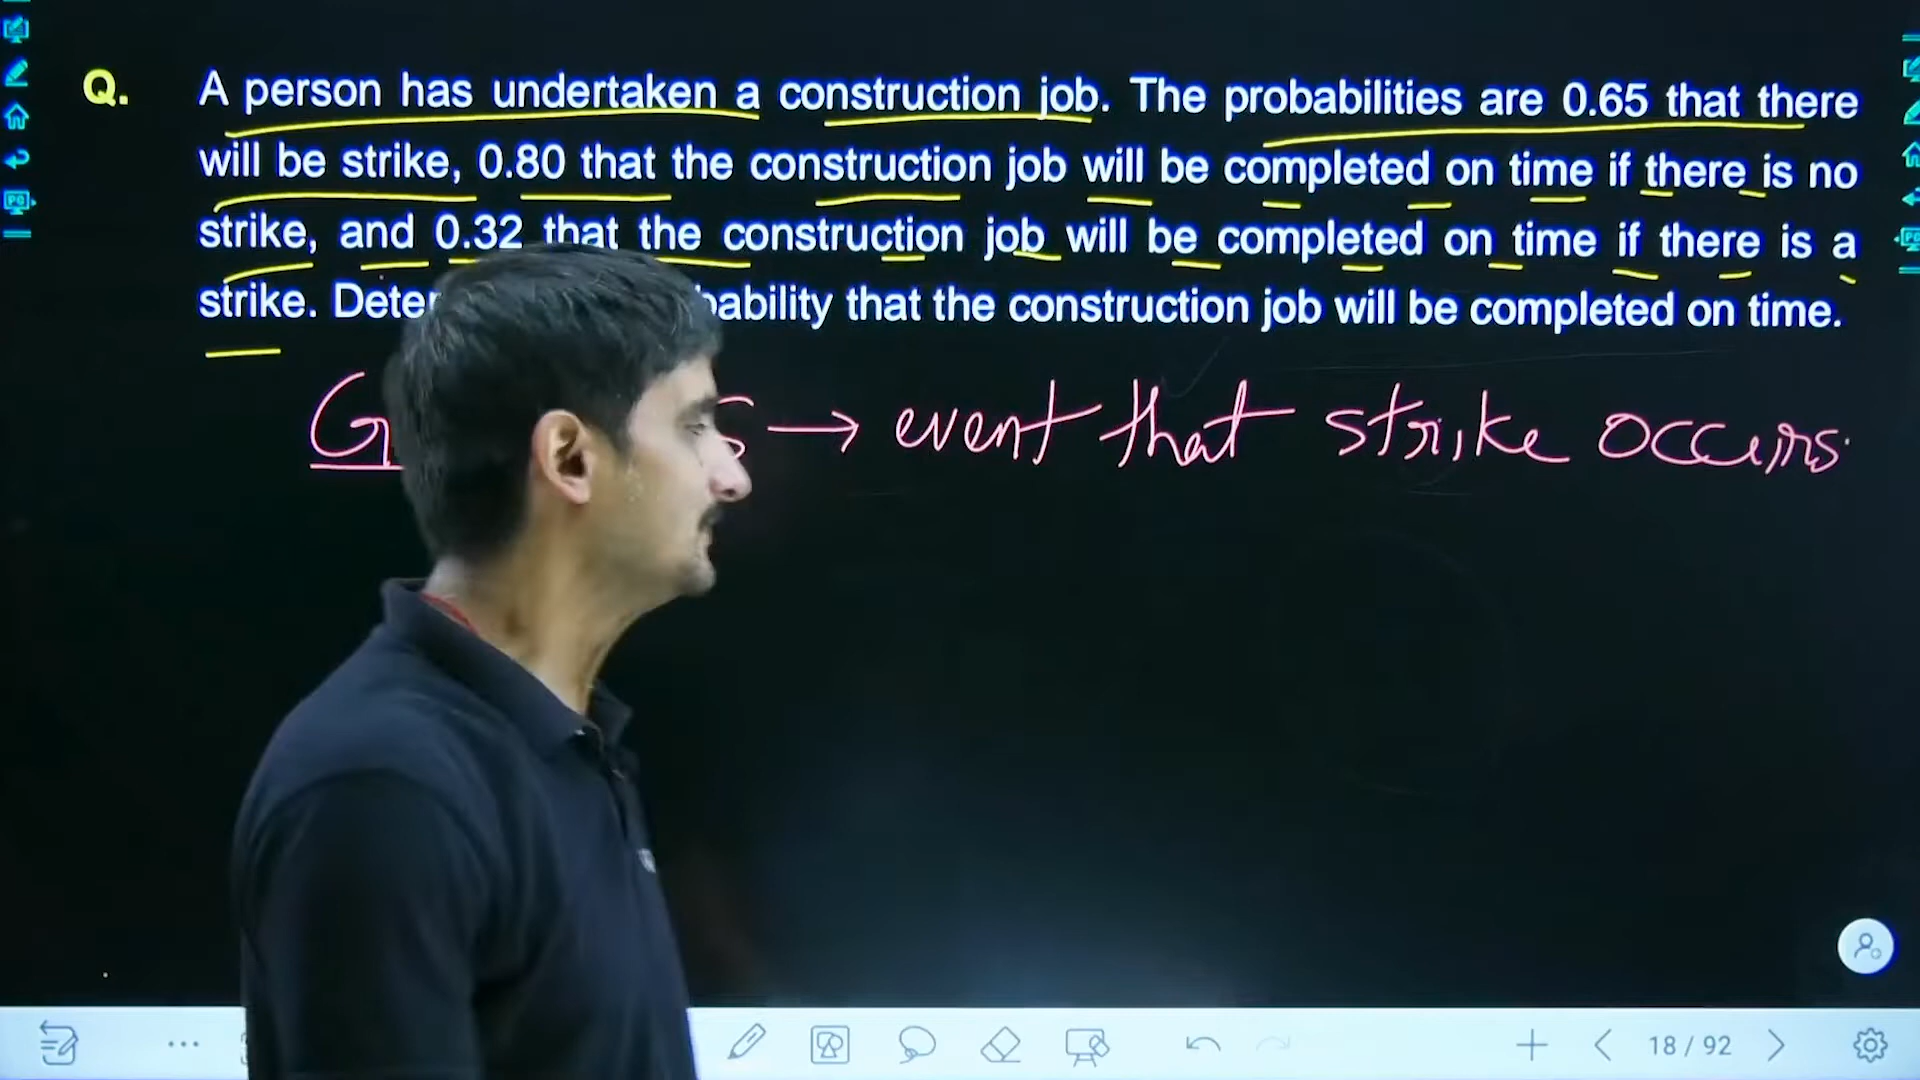 Q. A person has undertaken a construction job. The probabilities are 0.65 that there
will be strike, 0.80 that the construction job will be completed on time if there is no
strike, and 0.32 that the construction job will be completed on time if there is a
strike. Deter bability that the construction job will be completed on time.
G S → event that strike occurs.
18 / 92